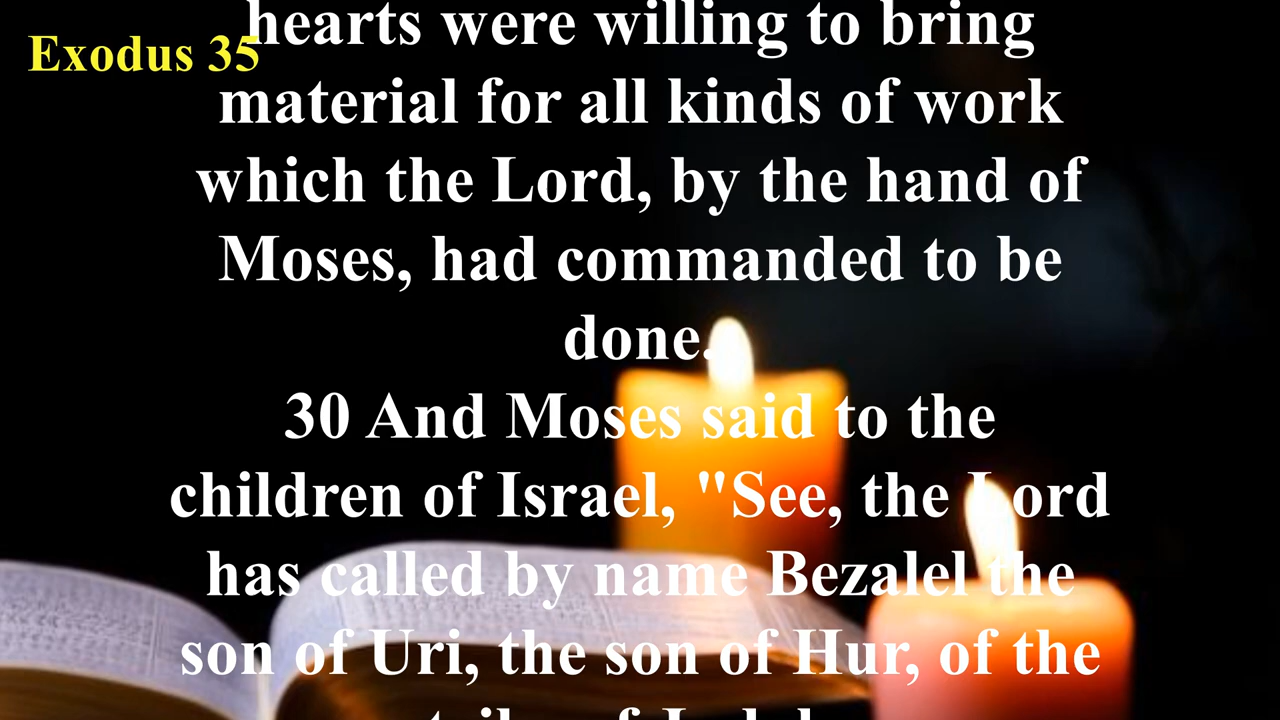 Exodus 35
hearts were willing to bring
material for all kinds of work
which the Lord, by the hand of
Moses, had commanded to be
done.
30 And Moses said to the
children of Israel, "See, the Lord
has called by name Bezalel the
son of Uri, the son of Hur, of the